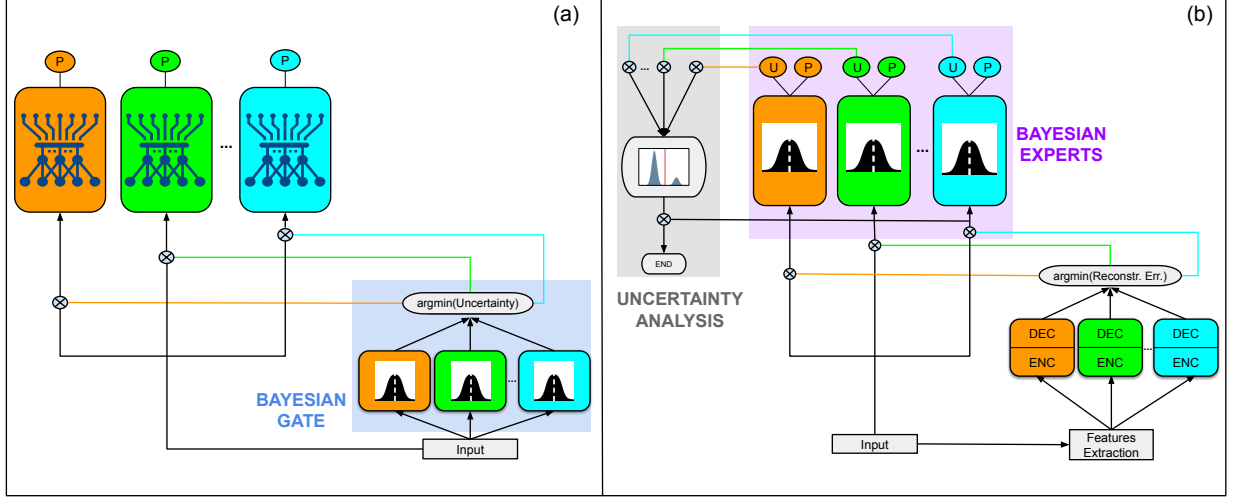 (a)
P
P
P
...
argmin(Uncertainty)
...
BAYESIAN
GATE
Input
(b)
...
U
P
U
P
U
P
...
BAYESIAN
EXPERTS
END
UNCERTAINTY
ANALYSIS
argmin(Reconstr. Err.)
DEC
ENC
DEC
ENC
...
DEC
ENC
Input
Features
Extraction